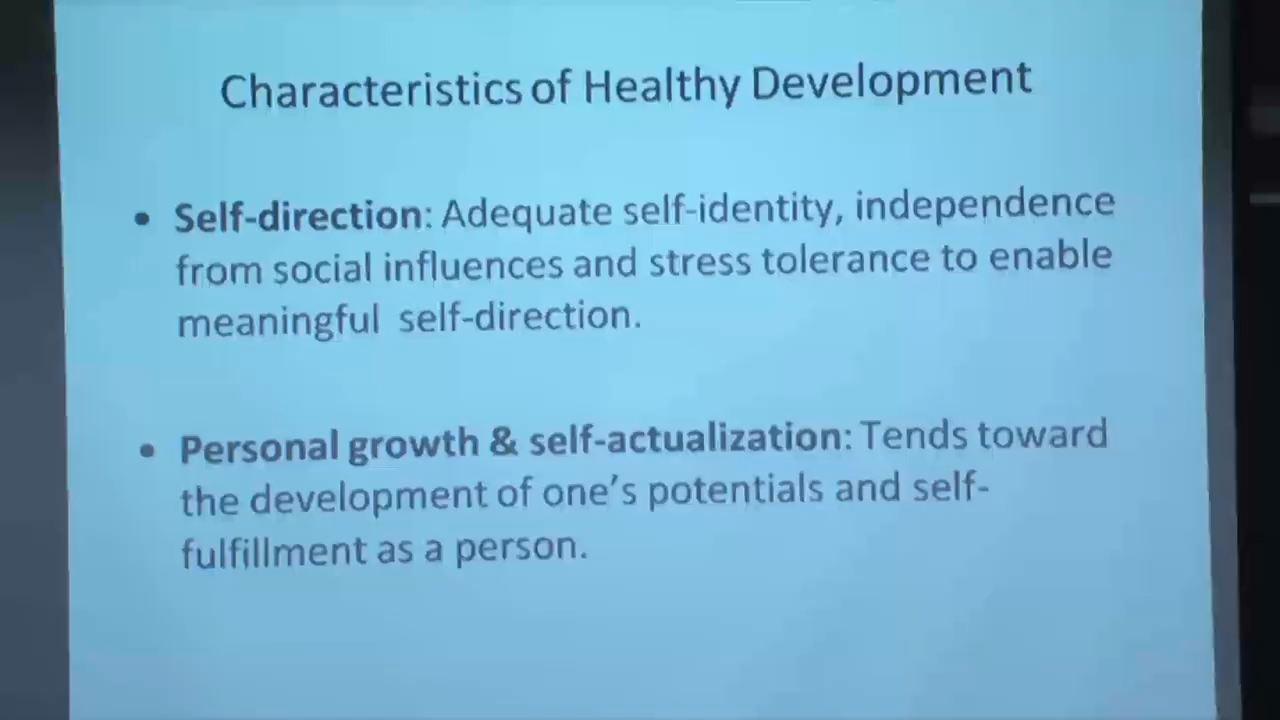 Characteristics of Healthy Development
• Self-direction: Adequate self-identity, independence
from social influences and stress tolerance to enable
meaningful self-direction.
• Personal growth & self-actualization: Tends toward
the development of one's potentials and self-
fulfillment as a person.